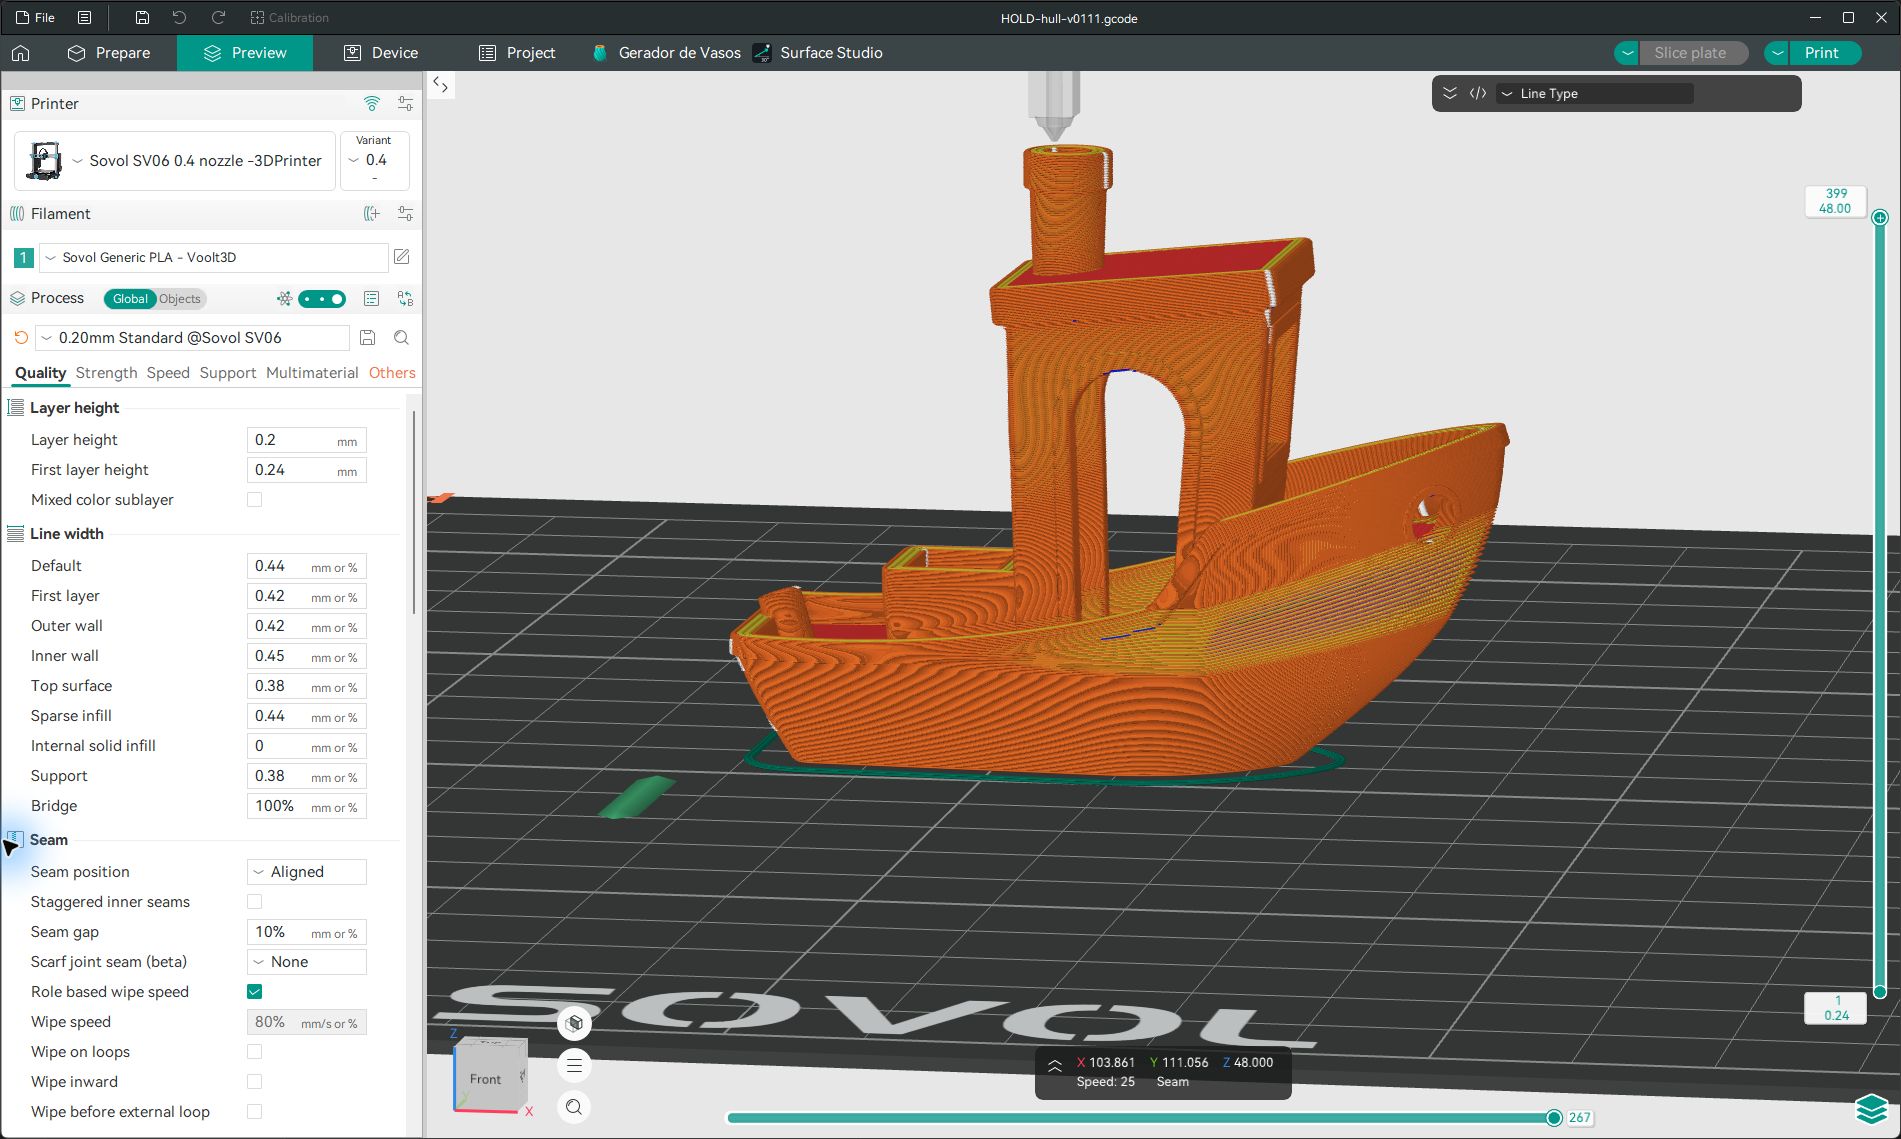 File
Calibration
HOLD-hull-v0111.gcode
Prepare
Preview
Device
Project
Gerador de Vasos
Surface Studio
Slice plate
Print
Printer
Sovol SV06 0.4 nozzle -3DPrinter
Variant
0.4
-
Filament
1
Sovol Generic PLA - Voolt3D
Process
Global
Objects
0.20mm Standard @Sovol SV06
Quality
Strength
Speed
Support
Multimaterial
Others
Layer height
Layer height 0.2 mm
First layer height 0.24 mm
Mixed color sublayer
Line width
Default 0.44 mm or %
First layer 0.42 mm or %
Outer wall 0.42 mm or %
Inner wall 0.45 mm or %
Top surface 0.38 mm or %
Sparse infill 0.44 mm or %
Internal solid infill 0 mm or %
Support 0.38 mm or %
Bridge 100% mm or %
Seam
Seam position Aligned
Staggered inner seams
Seam gap 10% mm or %
Scarf joint seam (beta) None
Role based wipe speed
Wipe speed 80% mm/s or %
Wipe on loops
Wipe inward
Wipe before external loop
Line Type
399
48.00
1
0.24
SOVOL
Z
Front
Y
X
X 103.861 Y 111.056 Z 48.000
Speed: 25 Seam
267